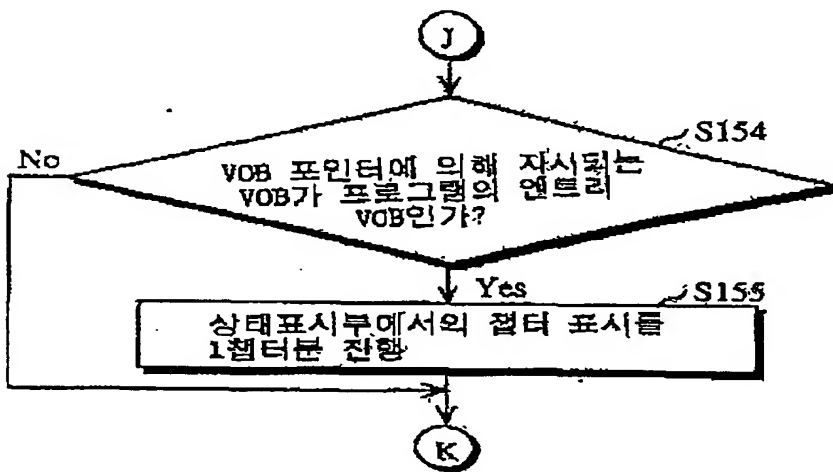 J
S154
No
VOB 포인터에 의해 지시되는
VOB가 프로그램의 엔트리
VOB인가?
Yes
S155
상태표시부에서의 챕터 표시를
1챕터분 진행
K